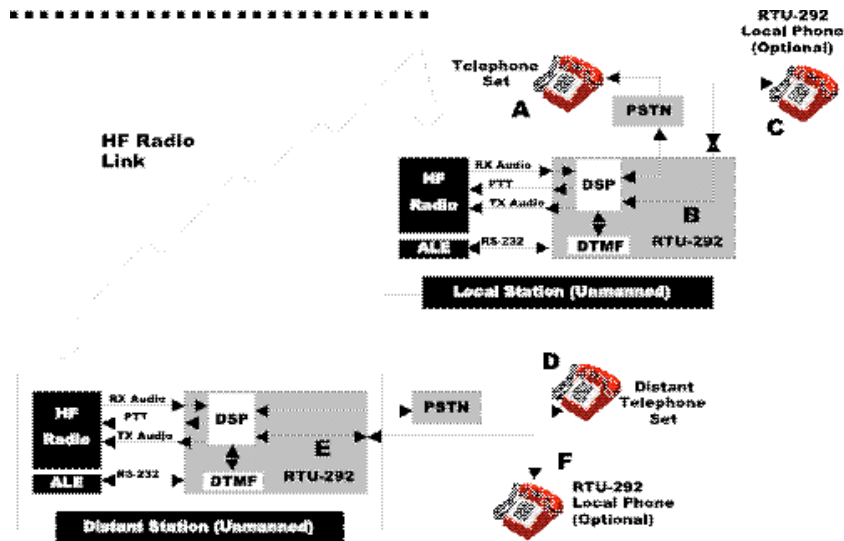 RTU-292
Local Phone
(Optional)
Telephone
Set
A
PSTN
C
HF Radio
Link
HF
Radio
RX Audio
PTT
TX Audio
DSP
B
RTU-292
ALE
RS-232
DTMF
Local Station (Unmanned)
D
Distant
Telephone
Set
HF
Radio
RX Audio
PTT
TX Audio
DSP
PSTN
E
RTU-292
ALE
RS-232
DTMF
F
RTU-292
Local Phone
(Optional)
Distant Station (Unmanned)